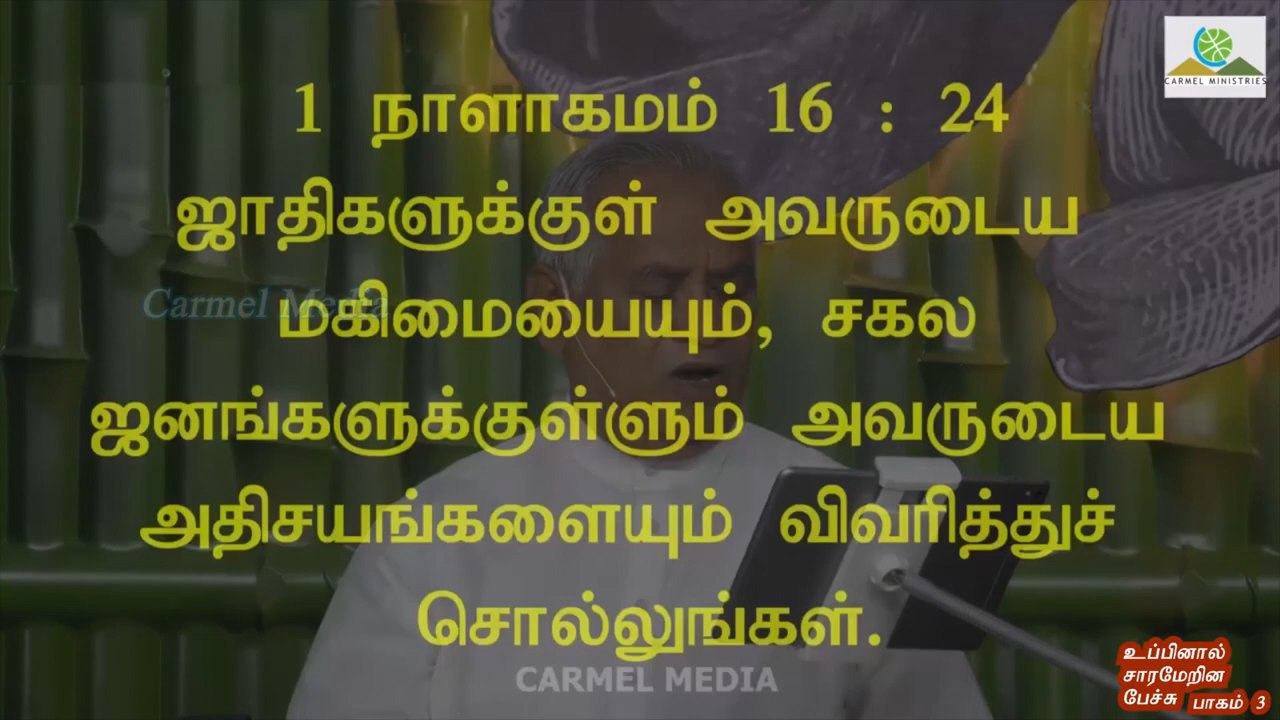 CARMEL MINISTRIES
1 நாளாகமம் 16 : 24
ஜாதிகளுக்குள் அவருடைய
Carmel Media
மகிமையையும், சகல
ஜனங்களுக்குள்ளும் அவருடைய
அதிசயங்களையும் விவரித்துச்
சொல்லுங்கள்.
CARMEL MEDIA
உப்பினால்
சாரமேறின
பேச்சு பாகம் 3